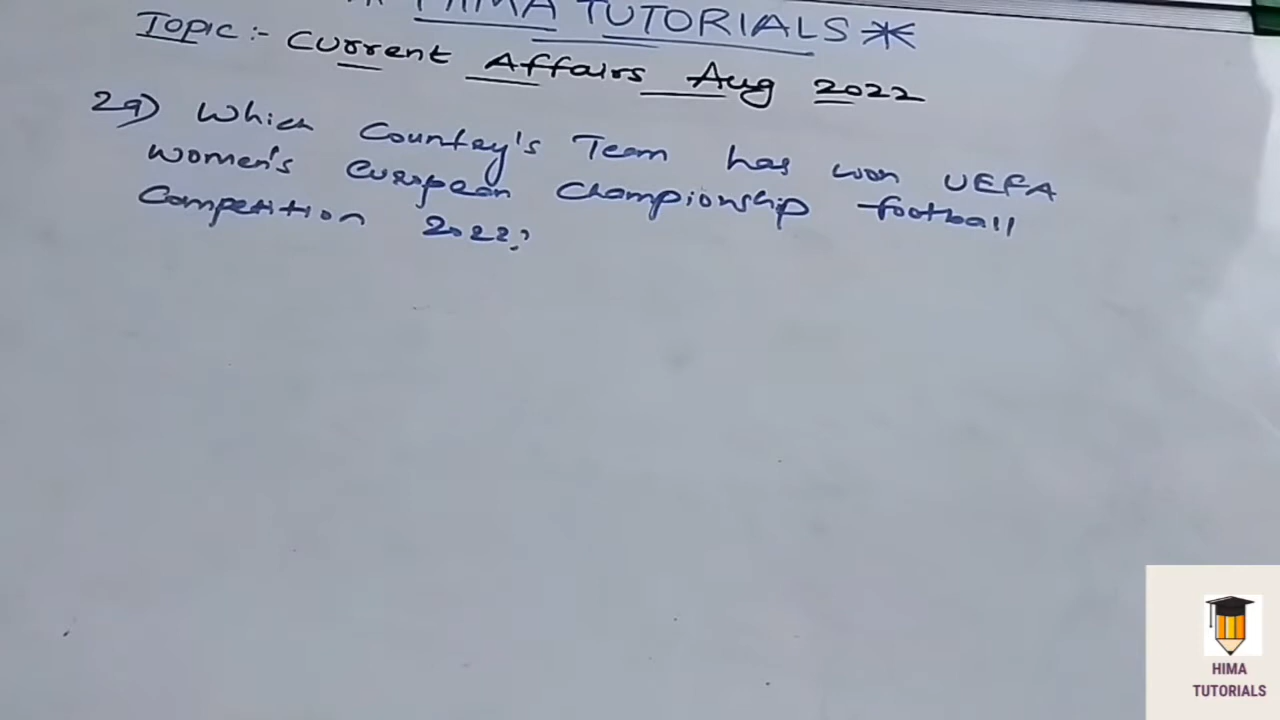 * HIMA TUTORIALS *
Topic:- Current Affairs Aug 2022
29) Which Country's Team has won UEFA
Women's European Championship football
Competition 2022?
HIMA
TUTORIALS